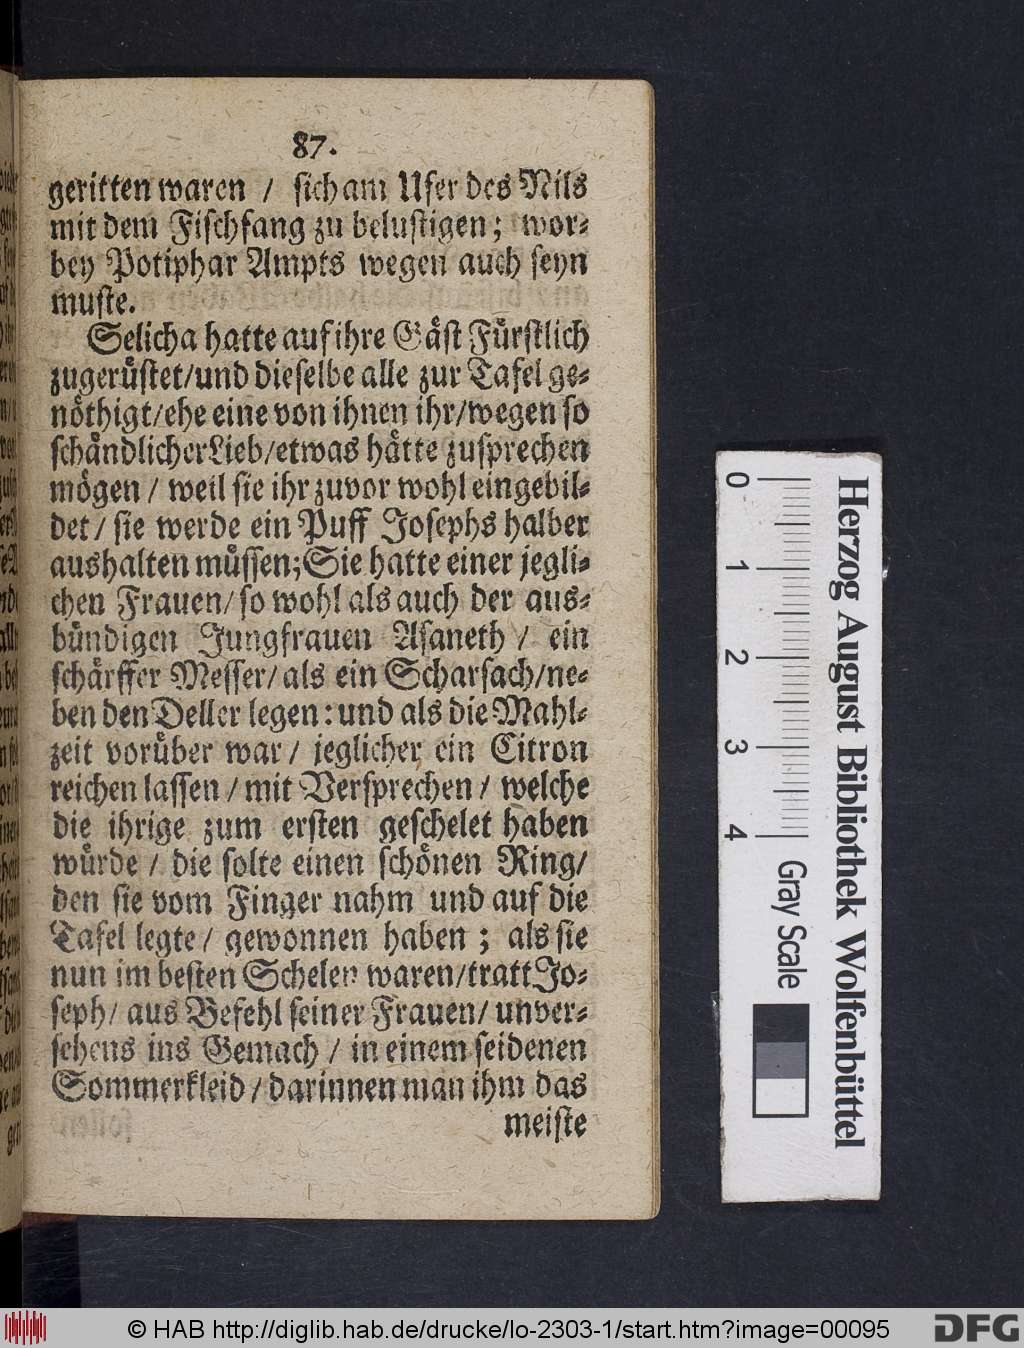 87.
geritten waren / sich am Ufer des Nils
mit dem Fischfang zu belustigen; wor-
bey Potiphar Ampts wegen auch seyn
muste.
Selicha hatte auf ihre Gäst Fürstlich
zugerüstet/und dieselbe alle zur Tafel ge-
nöthigt/ehe eine von ihnen ihr/wegen so
schändlicher Lieb/etwas hätte zusprechen
mögen / weil sie ihr zuvor wohl eingebil-
det / sie werde ein Puff Josephs halber
aushalten müssen; Sie hatte einer jegli-
chen Frauen/ so wohl als auch der aus-
bündigen Jungfrauen Asaneth / ein
schärffer Messer/ als ein Scharsach/ne-
ben den Deller legen: und als die Mahl-
zeit vorüber war / jeglicher ein Citron
reichen lassen / mit Versprechen / welche
die ihrige zum ersten geschelet haben
würde / die solte einen schönen Ring/
den sie vom Finger nahm und auf die
Tafel legte / gewonnen haben ; als sie
nun im besten Schelen waren/tratt Jo-
seph/ aus Befehl seiner Frauen/ unver-
sehens ins Gemach / in einem seidenen
Sommerkleid / darinnen man ihm das
meiste
Herzog August Bibliothek Wolfenbüttel
0 1 2 3 4
Gray Scale
© HAB http://diglib.hab.de/drucke/lo-2303-1/start.htm?image=00095
DFG